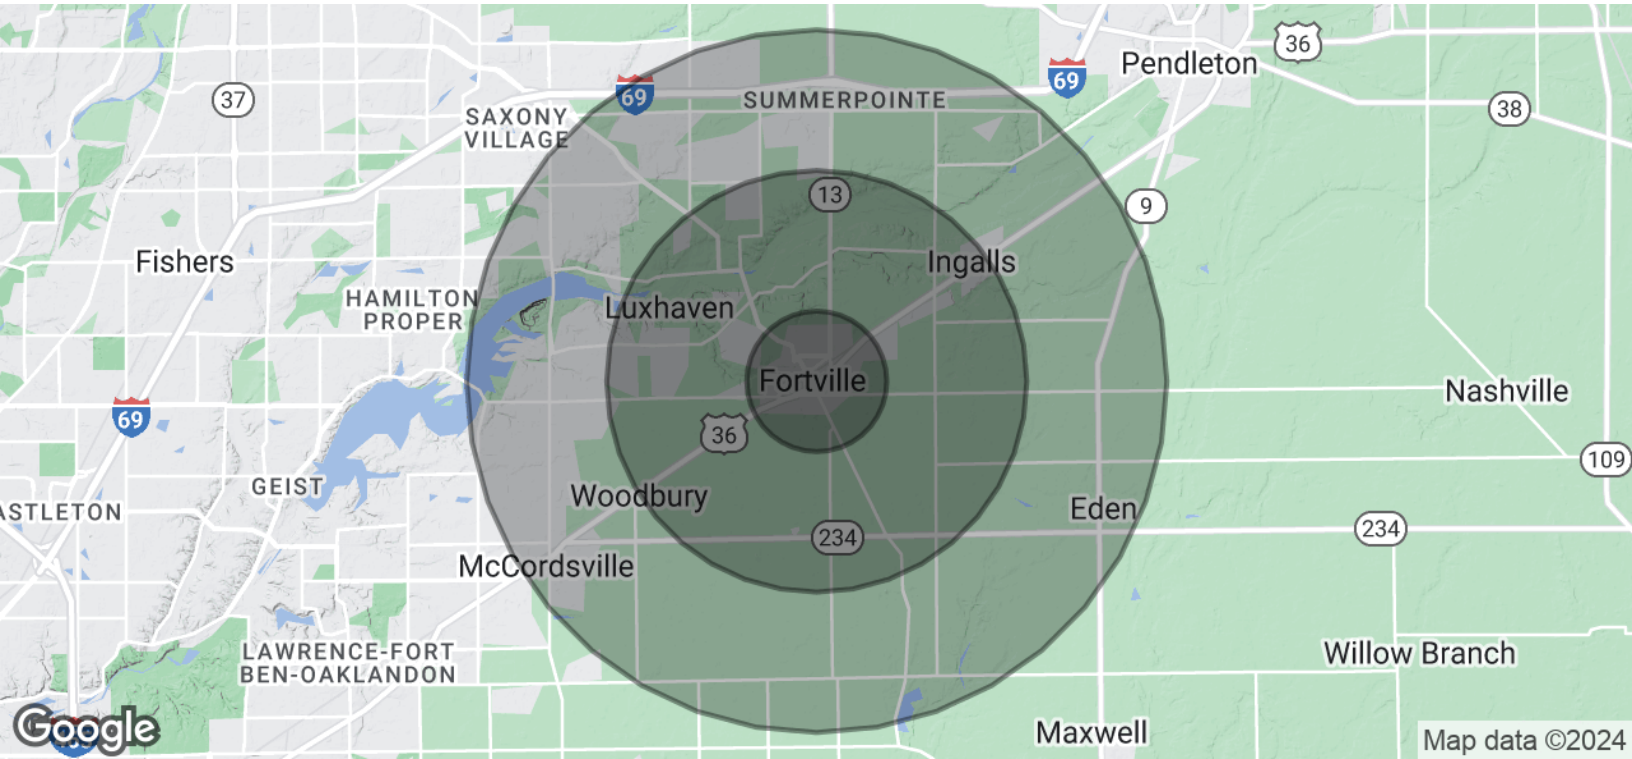 36
Pendleton
69
69
37
SUMMERPOINTE
38
SAXONY
VILLAGE
13
9
Fishers
Ingalls
HAMILTON
PROPER
Luxhaven
Fortville
Nashville
69
36
109
GEIST
Woodbury
Eden
ASTLETON
234
234
McCordsville
LAWRENCE-FORT
BEN-OAKLANDON
Willow Branch
Google
Maxwell
Map data ©2024